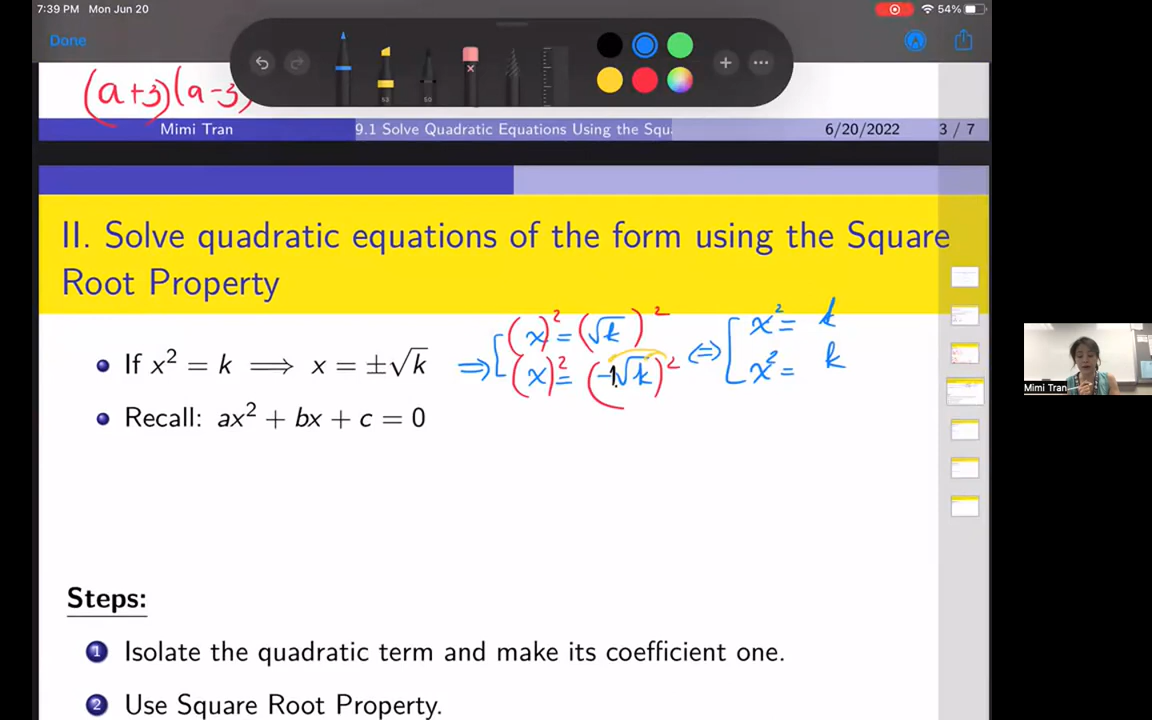 7:39 PM Mon Jun 20 54%
Done
(a+3)(a-3)
Mimi Tran 9.1 Solve Quadratic Equations Using the Squa 6/20/2022 3 / 7
II. Solve quadratic equations of the form using the Square
Root Property
• If x² = k ⟹ x = ±√k ⟹ [ (x)² = (√k)² ⟺ [ x² = k
(x)² = (-1√k)² x² = k
• Recall: ax² + bx + c = 0
Mimi Tran
Steps:
1 Isolate the quadratic term and make its coefficient one.
2 Use Square Root Property.